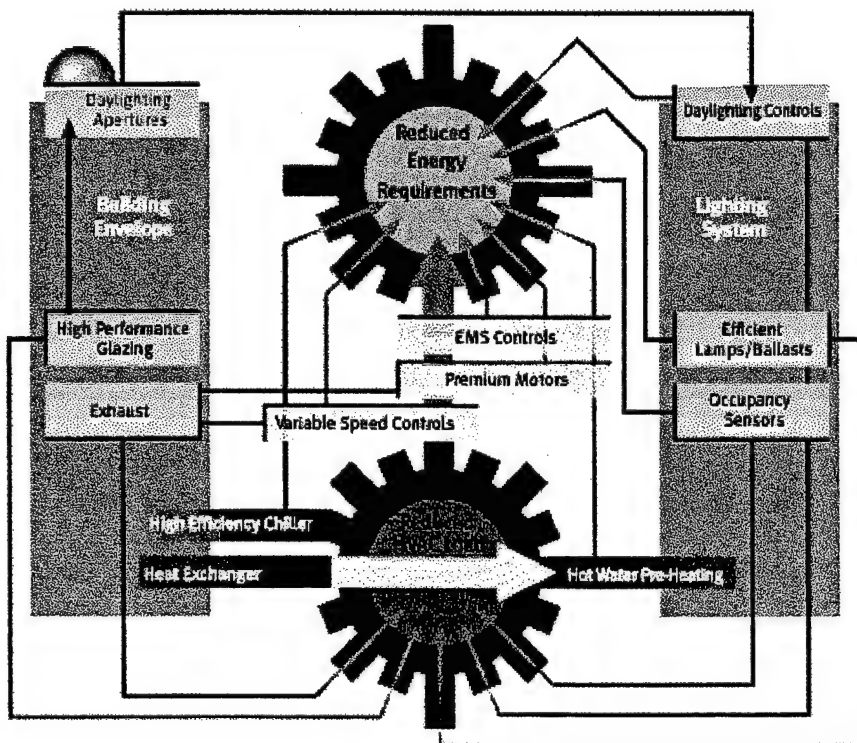 Daylighting
Apertures
Building
Envelope
High Performance
Glazing
Exhaust
Reduced
Energy
Requirements
EMS Controls
Premium Motors
Variable Speed Controls
High Efficiency Chiller
Heat Exchanger
Hot Water Pre-Heating
Daylighting Controls
Lighting
System
Efficient
Lamps/Ballasts
Occupancy
Sensors